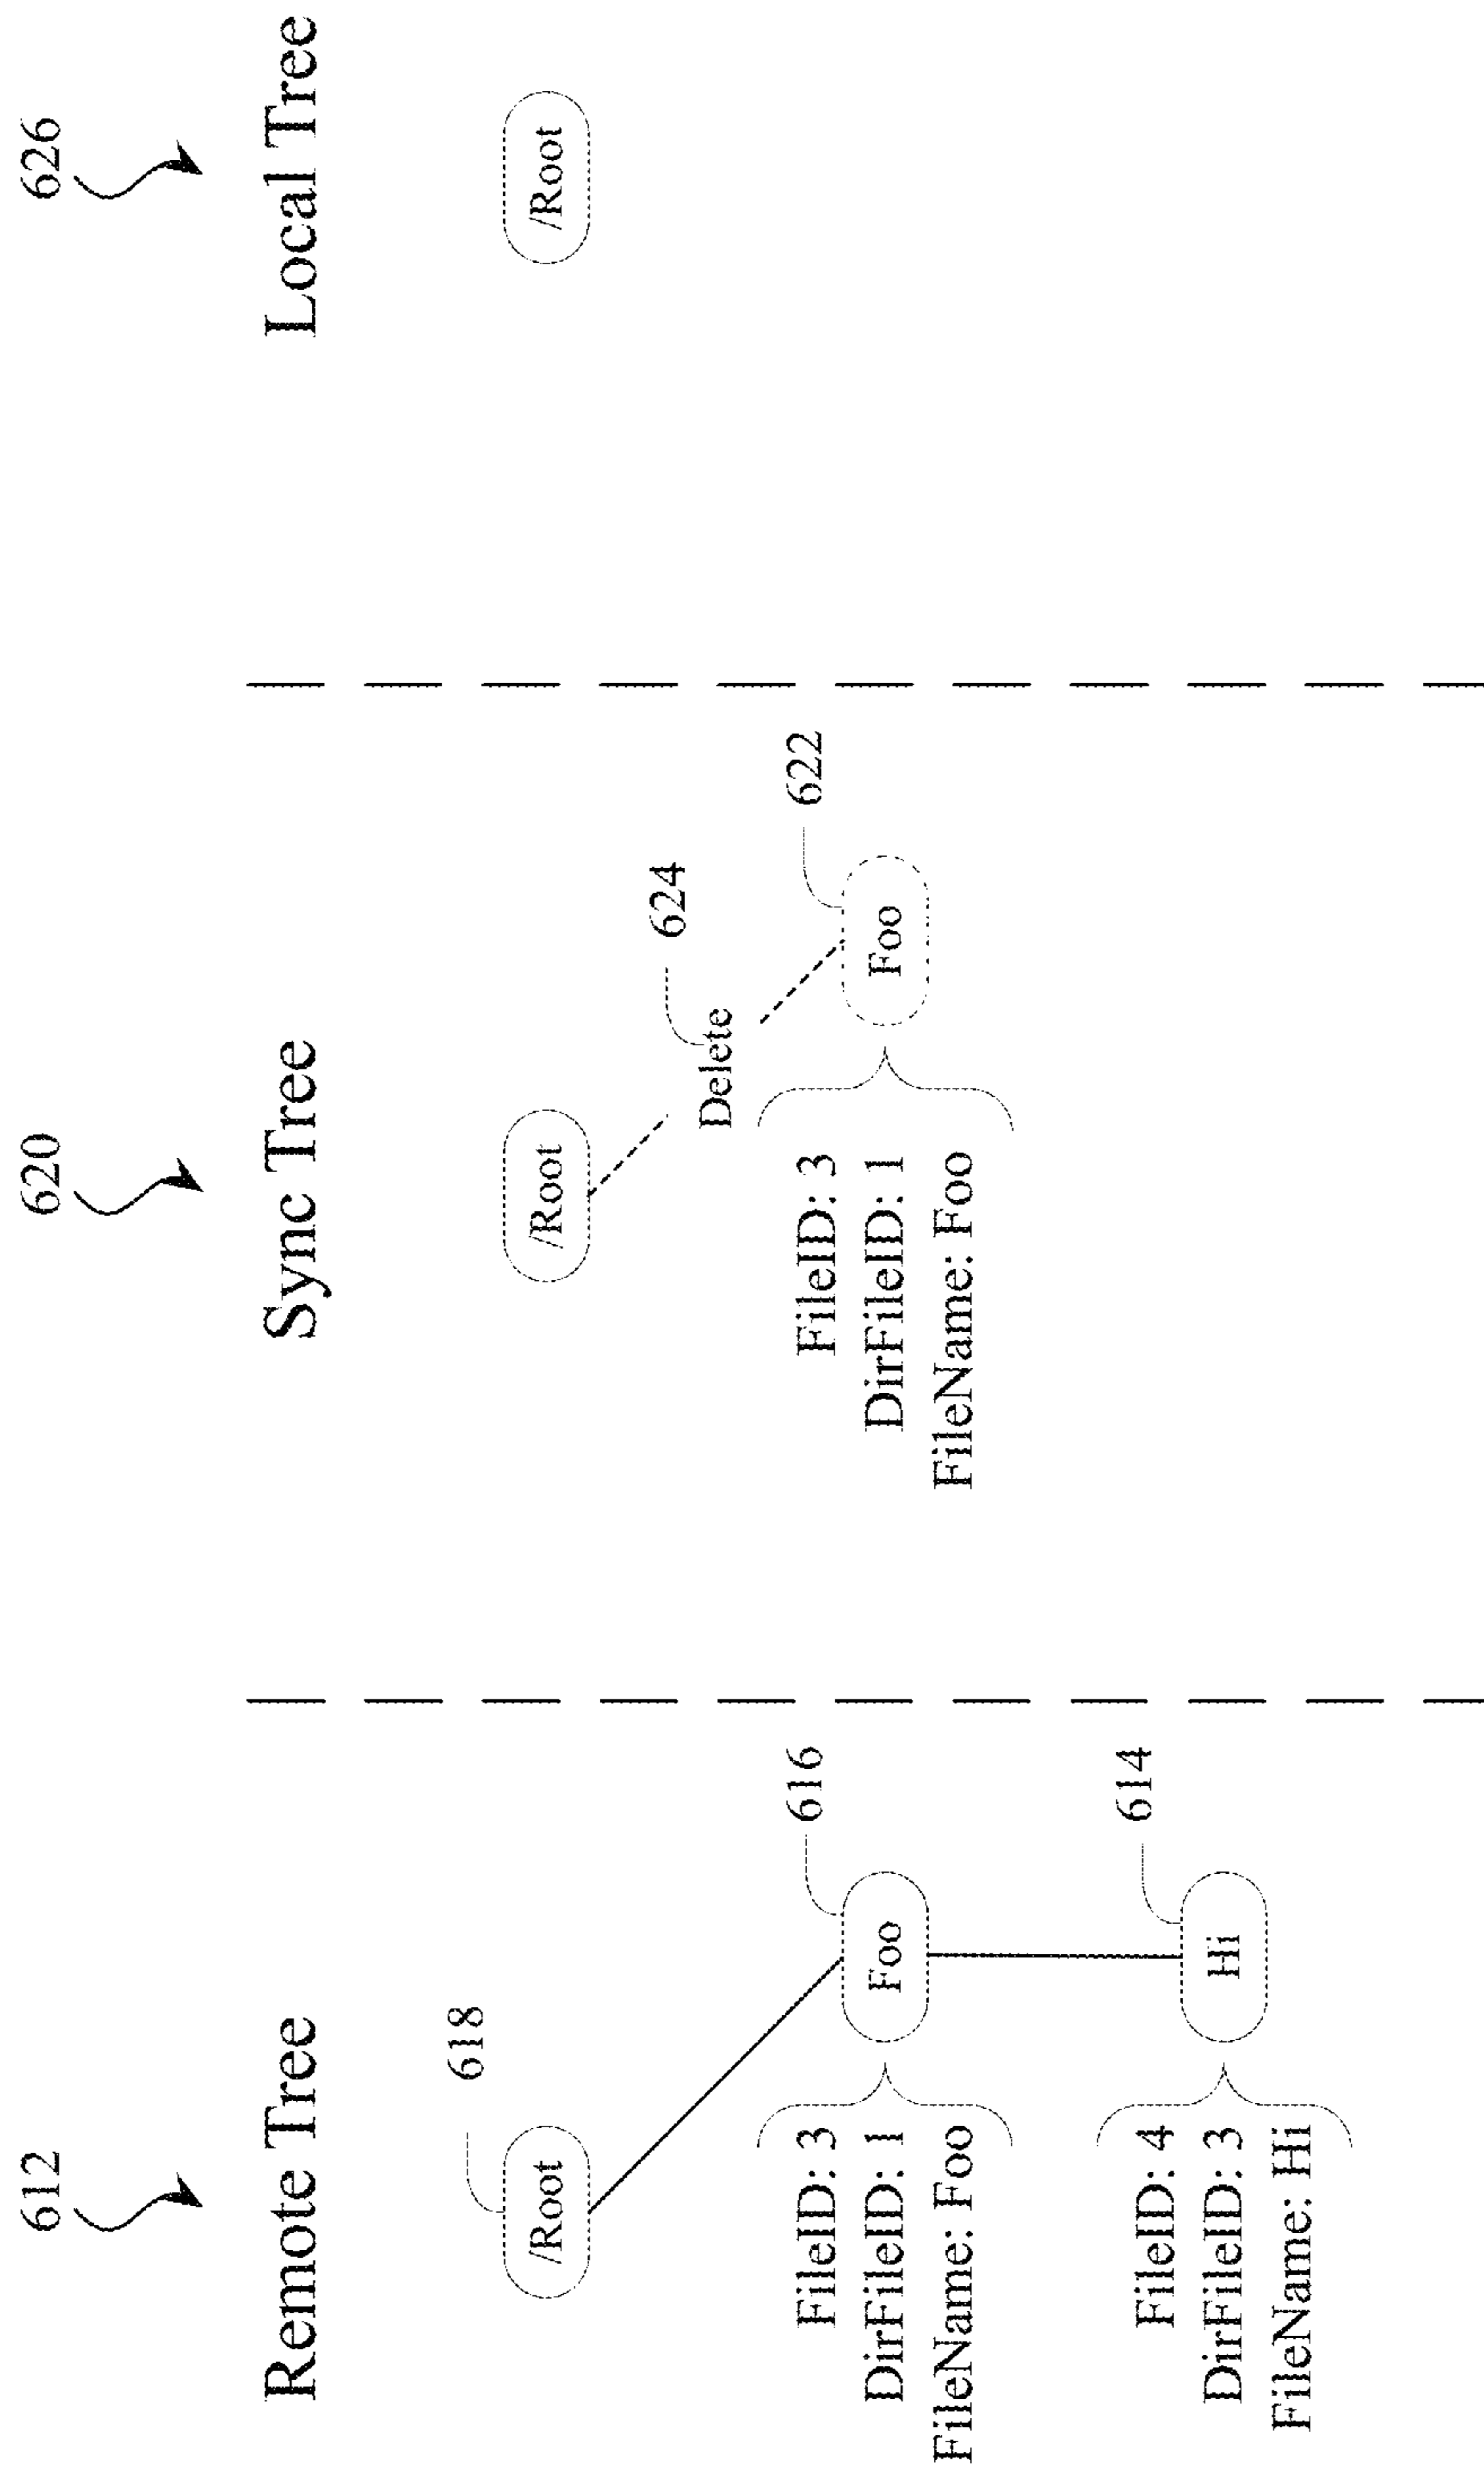 612
Remote Tree
618
/Root
616
Foo
FileID: 3
DirFileID: 1
FileName: Foo
614
Hi
FileID: 4
DirFileID: 3
FileName: Hi
620
Sync Tree
/Root
624
Delete
622
Foo
FileID: 3
DirFileID: 1
FileName: Foo
626
Local Tree
/Root